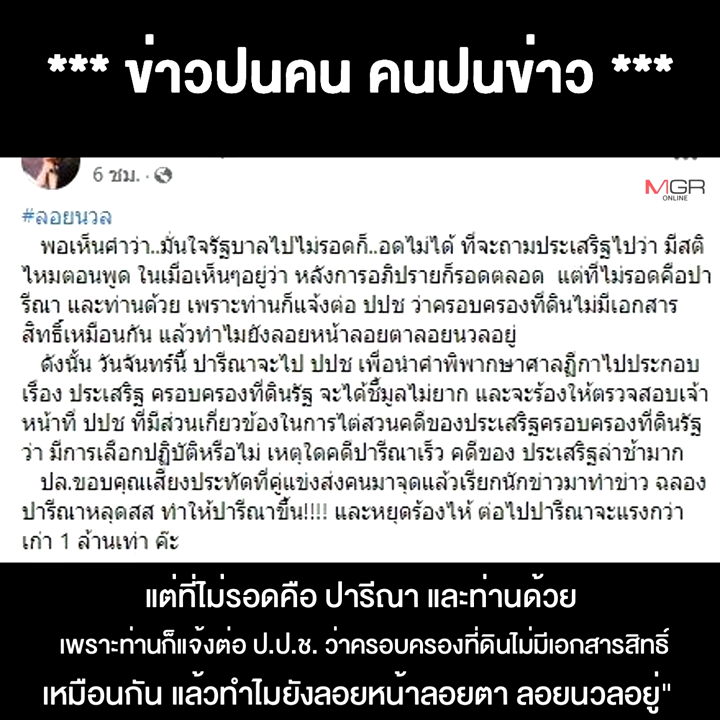 *** ข่าวปนคน คนปนข่าว ***
6 ชม. ·
MGR
ONLINE
#ลอยนวล
พอเห็นคำว่า..มั่นใจรัฐบาลไปไม่รอดก็..อดไม่ได้ ที่จะถามประเสริฐไปว่า มีสติ
ไหมตอนพูด ในเมื่อเห็นๆอยู่ว่า หลังการอภิปรายก็รอดตลอด แต่ที่ไม่รอดคือปา
รีณา และท่านด้วย เพราะท่านก็แจ้งต่อ ปปช ว่าครอบครองที่ดินไม่มีเอกสาร
สิทธิ์เหมือนกัน แล้วทำไมยังลอยหน้าลอยตาลอยนวลอยู่
ดังนั้น วันจันทร์นี้ ปารีณาจะไป ปปช เพื่อนำคำพิพากษาศาลฎีกาไปประกอบ
เรื่อง ประเสริฐ ครอบครองที่ดินรัฐ จะได้ชี้มูลไม่ยาก และจะร้องให้ตรวจสอบเจ้า
หน้าที่ ปปช ที่มีส่วนเกี่ยวข้องในการไต่สวนคดีของประเสริฐครอบครองที่ดินรัฐ
ว่า มีการเลือกปฏิบัติหรือไม่ เหตุใดคดีปารีณาเร็ว คดีของ ประเสริฐล่าช้ามาก
ปล.ขอบคุณเสียงประทัดที่คู่แข่งส่งคนมาจุดแล้วเรียกนักข่าวมาทำข่าว ฉลอง
ปารีณาหลุดสส ทำให้ปารีณาขึ้น!!!! และหยุดร้องไห้ ต่อไปปารีณาจะแรงกว่า
เก่า 1 ล้านเท่า ค๊ะ
แต่ที่ไม่รอดคือ ปารีณา และท่านด้วย
เพราะท่านก็แจ้งต่อ ป.ป.ช. ว่าครอบครองที่ดินไม่มีเอกสารสิทธิ์
เหมือนกัน แล้วทำไมยังลอยหน้าลอยตา ลอยนวลอยู่"